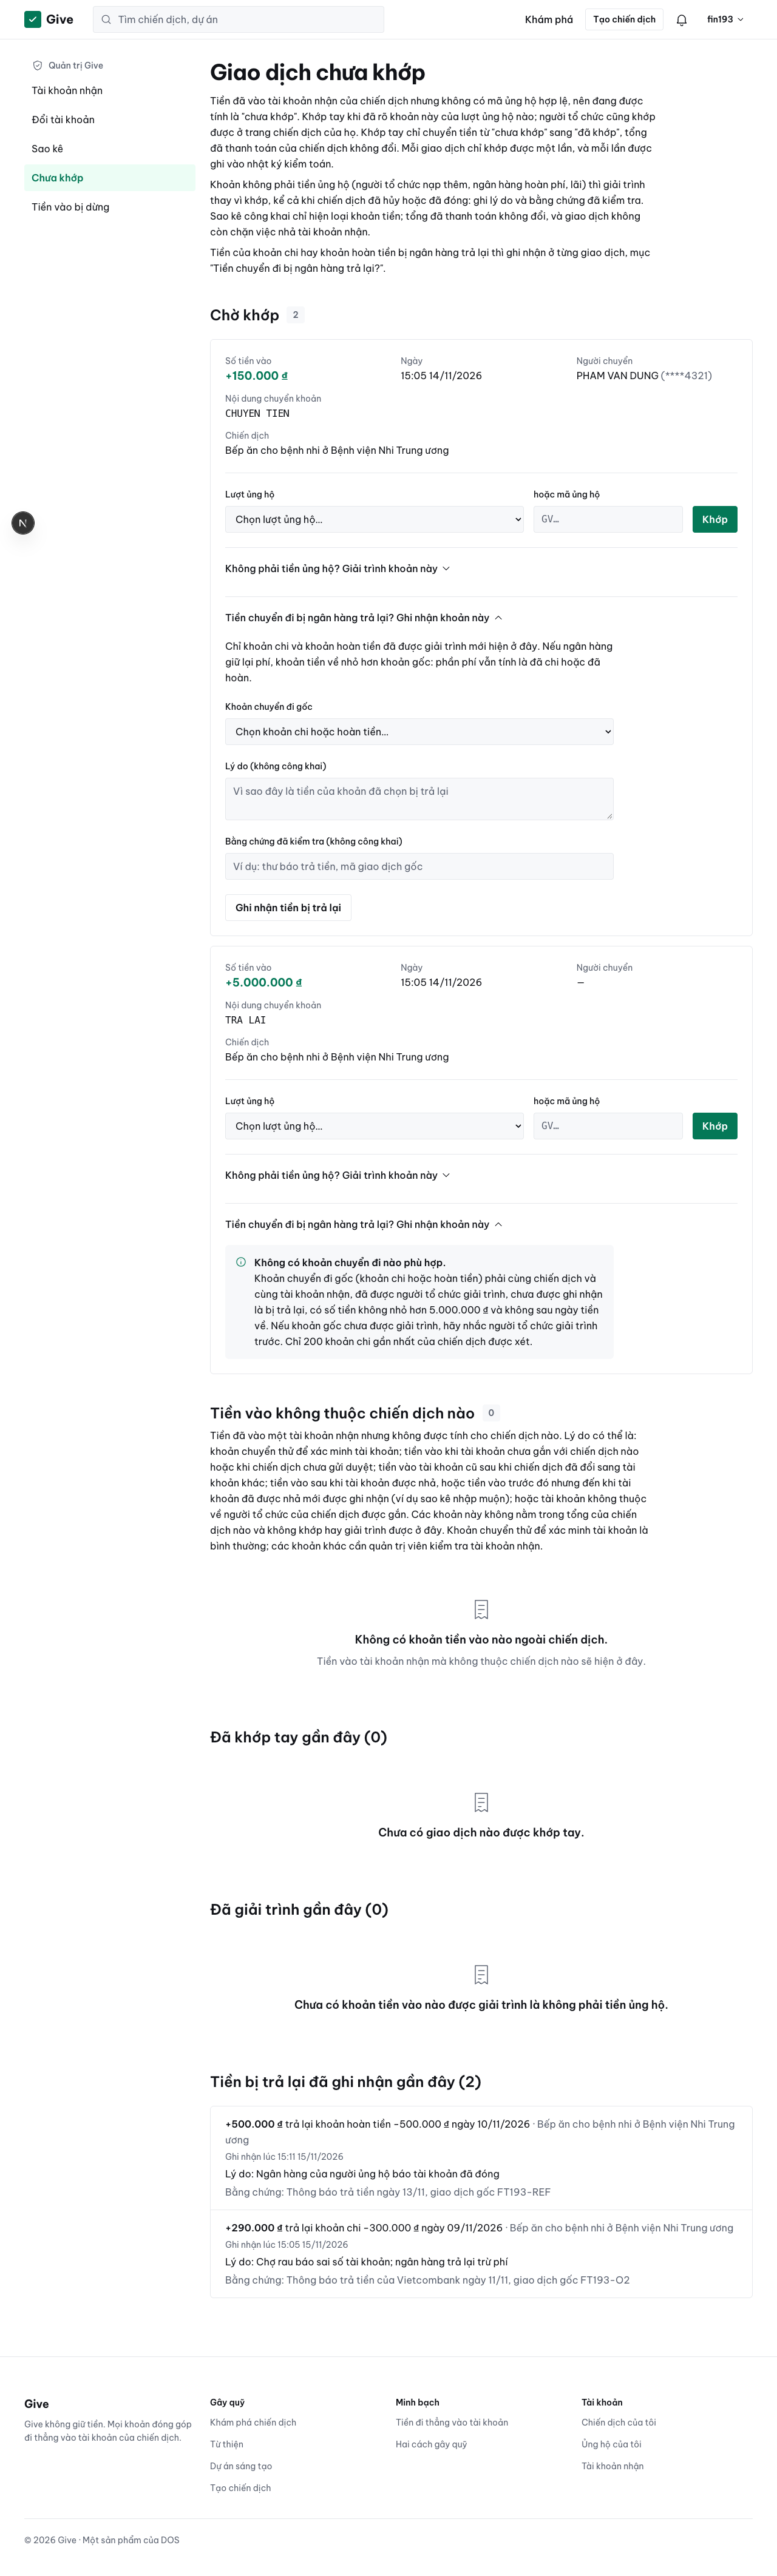 Give
Tìm chiến dịch, dự án
Khám phá
Tạo chiến dịch
fin193
Quản trị Give
Tài khoản nhận
Đổi tài khoản
Sao kê
Chưa khớp
Tiền vào bị dừng
Giao dịch chưa khớp
Tiền đã vào tài khoản nhận của chiến dịch nhưng không có mã ủng hộ hợp lệ, nên đang được
tính là "chưa khớp". Khớp tay khi đã rõ khoản này của lượt ủng hộ nào; người tổ chức cũng khớp
được ở trang chiến dịch của họ. Khớp tay chỉ chuyển tiền từ "chưa khớp" sang "đã khớp", tổng
đã thanh toán của chiến dịch không đổi. Mỗi giao dịch chỉ khớp được một lần, và mỗi lần được
ghi vào nhật ký kiểm toán.
Khoản không phải tiền ủng hộ (người tổ chức nạp thêm, ngân hàng hoàn phí, lãi) thì giải trình
thay vì khớp, kể cả khi chiến dịch đã hủy hoặc đã đóng: ghi lý do và bằng chứng đã kiểm tra.
Sao kê công khai chỉ hiện loại khoản tiền; tổng đã thanh toán không đổi, và giao dịch không
còn chặn việc nhả tài khoản nhận.
Tiền của khoản chi hay khoản hoàn tiền bị ngân hàng trả lại thì ghi nhận ở từng giao dịch, mục
"Tiền chuyển đi bị ngân hàng trả lại?".
Chờ khớp 2
Số tiền vào
+150.000 ₫
Ngày
15:05 14/11/2026
Người chuyển
PHAM VAN DUNG (****4321)
Nội dung chuyển khoản
CHUYEN TIEN
Chiến dịch
Bếp ăn cho bệnh nhi ở Bệnh viện Nhi Trung ương
Lượt ủng hộ
Chọn lượt ủng hộ…
hoặc mã ủng hộ
GV…
Khớp
Không phải tiền ủng hộ? Giải trình khoản này
Tiền chuyển đi bị ngân hàng trả lại? Ghi nhận khoản này
Chỉ khoản chi và khoản hoàn tiền đã được giải trình mới hiện ở đây. Nếu ngân hàng
giữ lại phí, khoản tiền về nhỏ hơn khoản gốc: phần phí vẫn tính là đã chi hoặc đã
hoàn.
Khoản chuyển đi gốc
Chọn khoản chi hoặc hoàn tiền…
Lý do (không công khai)
Vì sao đây là tiền của khoản đã chọn bị trả lại
Bằng chứng đã kiểm tra (không công khai)
Ví dụ: thư báo trả tiền, mã giao dịch gốc
Ghi nhận tiền bị trả lại
Số tiền vào
+5.000.000 ₫
Ngày
15:05 14/11/2026
Người chuyển
—
Nội dung chuyển khoản
TRA LAI
Chiến dịch
Bếp ăn cho bệnh nhi ở Bệnh viện Nhi Trung ương
Lượt ủng hộ
Chọn lượt ủng hộ…
hoặc mã ủng hộ
GV…
Khớp
Không phải tiền ủng hộ? Giải trình khoản này
Tiền chuyển đi bị ngân hàng trả lại? Ghi nhận khoản này
Không có khoản chuyển đi nào phù hợp.
Khoản chuyển đi gốc (khoản chi hoặc hoàn tiền) phải cùng chiến dịch và
cùng tài khoản nhận, đã được người tổ chức giải trình, chưa được ghi nhận
là bị trả lại, có số tiền không nhỏ hơn 5.000.000 ₫ và không sau ngày tiền
về. Nếu khoản gốc chưa được giải trình, hãy nhắc người tổ chức giải trình
trước. Chỉ 200 khoản chi gần nhất của chiến dịch được xét.
Tiền vào không thuộc chiến dịch nào 0
Tiền đã vào một tài khoản nhận nhưng không được tính cho chiến dịch nào. Lý do có thể là:
khoản chuyển thử để xác minh tài khoản; tiền vào khi tài khoản chưa gắn với chiến dịch nào
hoặc khi chiến dịch chưa gửi duyệt; tiền vào tài khoản cũ sau khi chiến dịch đã đổi sang tài
khoản khác; tiền vào sau khi tài khoản được nhả, hoặc tiền vào trước đó nhưng đến khi tài
khoản đã được nhả mới được ghi nhận (ví dụ sao kê nhập muộn); hoặc tài khoản không thuộc
về người tổ chức của chiến dịch được gắn. Các khoản này không nằm trong tổng của chiến
dịch nào và không khớp hay giải trình được ở đây. Khoản chuyển thử để xác minh tài khoản là
bình thường; các khoản khác cần quản trị viên kiểm tra tài khoản nhận.
Không có khoản tiền vào nào ngoài chiến dịch.
Tiền vào tài khoản nhận mà không thuộc chiến dịch nào sẽ hiện ở đây.
Đã khớp tay gần đây (0)
Chưa có giao dịch nào được khớp tay.
Đã giải trình gần đây (0)
Chưa có khoản tiền vào nào được giải trình là không phải tiền ủng hộ.
Tiền bị trả lại đã ghi nhận gần đây (2)
+500.000 ₫ trả lại khoản hoàn tiền −500.000 ₫ ngày 10/11/2026 · Bếp ăn cho bệnh nhi ở Bệnh viện Nhi Trung
ương
Ghi nhận lúc 15:11 15/11/2026
Lý do: Ngân hàng của người ủng hộ báo tài khoản đã đóng
Bằng chứng: Thông báo trả tiền ngày 13/11, giao dịch gốc FT193-REF
+290.000 ₫ trả lại khoản chi −300.000 ₫ ngày 09/11/2026 · Bếp ăn cho bệnh nhi ở Bệnh viện Nhi Trung ương
Ghi nhận lúc 15:05 15/11/2026
Lý do: Chợ rau báo sai số tài khoản; ngân hàng trả lại trừ phí
Bằng chứng: Thông báo trả tiền của Vietcombank ngày 11/11, giao dịch gốc FT193-O2
Give
Give không giữ tiền. Mọi khoản đóng góp
đi thẳng vào tài khoản của chiến dịch.
Gây quỹ
Khám phá chiến dịch
Từ thiện
Dự án sáng tạo
Tạo chiến dịch
Minh bạch
Tiền đi thẳng vào tài khoản
Hai cách gây quỹ
Tài khoản
Chiến dịch của tôi
Ủng hộ của tôi
Tài khoản nhận
© 2026 Give · Một sản phẩm của DOS